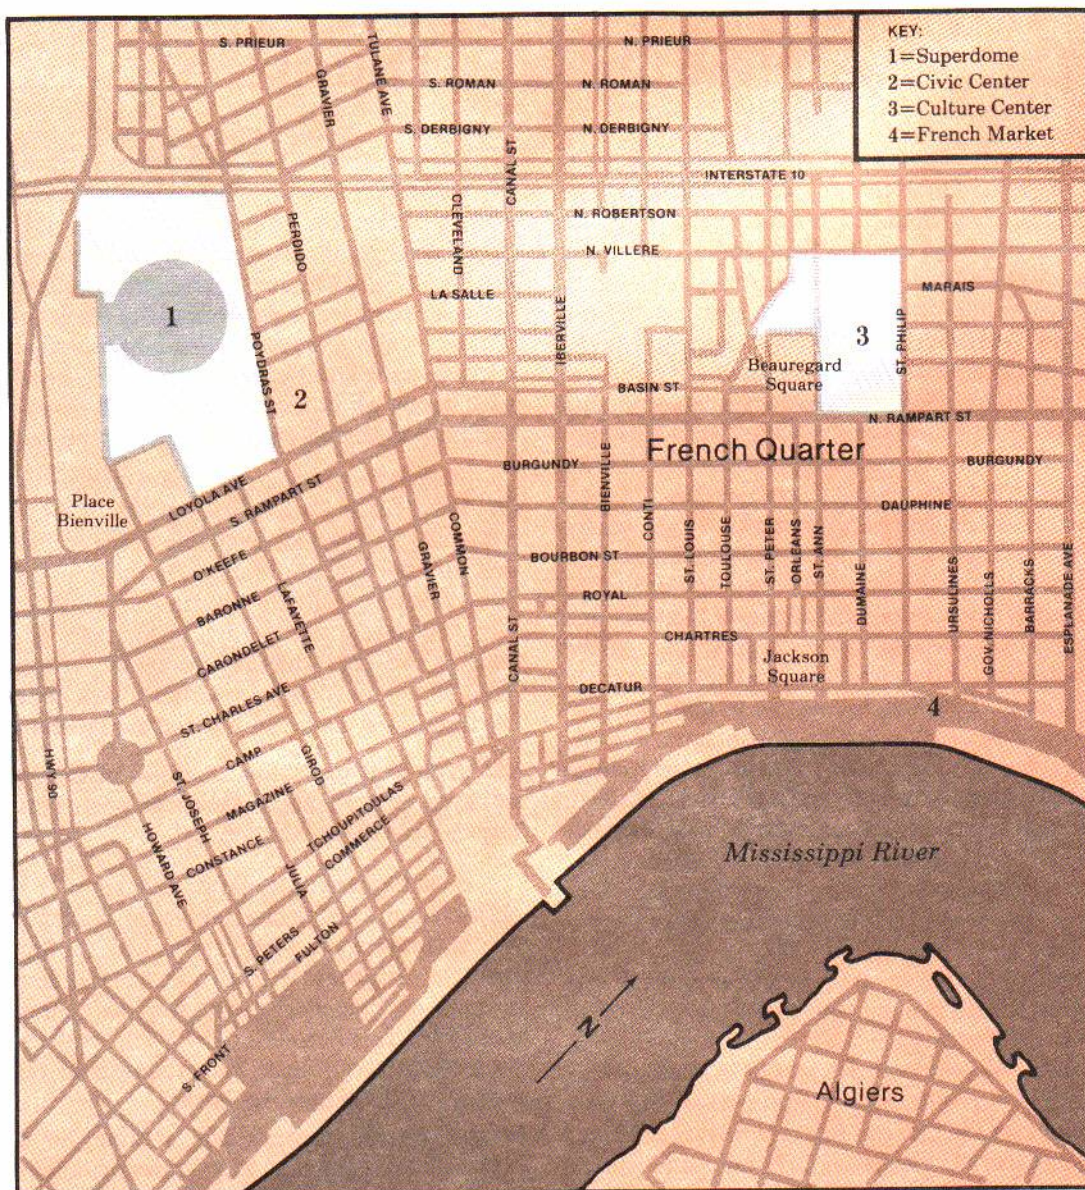 KEY:
1=Superdome
2=Civic Center
3=Culture Center
4=French Market
S. PRIEUR
N. PRIEUR
TULANE AVE
GRAVIER
S. ROMAN
N. ROMAN
S. DERBIGNY
N. DERBIGNY
CANAL ST
INTERSTATE 10
CLEVELAND
N. ROBERTSON
PERDIDO
N. VILLERE
LA SALLE
MARAIS
1
IBERVILLE
3
ST. PHILIP
POYDRAS ST
2
BASIN ST
Beauregard
Square
N. RAMPART ST
French Quarter
BURGUNDY
BURGUNDY
Place
Bienville
LOYOLA AVE
S. RAMPART ST
BIENVILLE
DAUPHINE
CONTI
O'KEEFE
GRAVIER
COMMON
BOURBON ST
ST. LOUIS
TOULOUSE
ST. PETER
ORLEANS
ST. ANN
DUMAINE
URSULINES
GOV. NICHOLLS
BARRACKS
ESPLANADE AVE
BARONNE
LAFAYETTE
ROYAL
CARONDELET
CANAL ST
CHARTRES
Jackson
Square
ST. CHARLES AVE
DECATUR
4
HWY 90
CAMP
GIROD
ST. JOSEPH
MAGAZINE
TCHOUPITOULAS
HOWARD AVE
CONSTANCE
COMMERCE
JULIA
Mississippi River
S. PETERS
FULTON
S. FRONT
N
Algiers